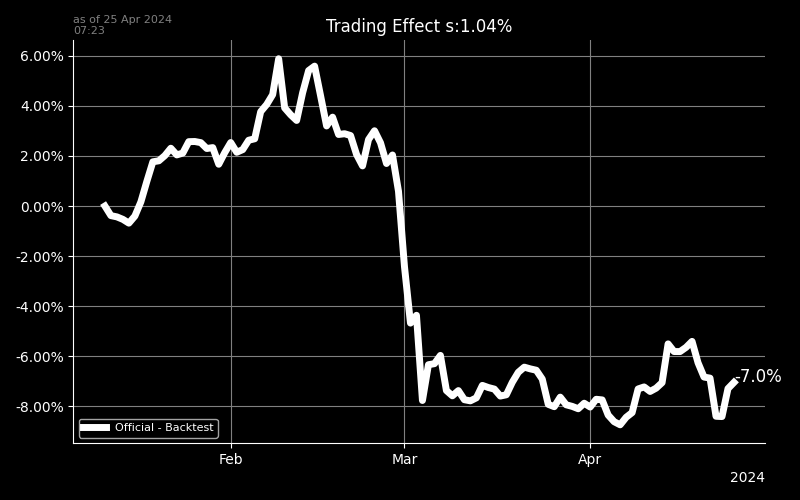 as of 25 Apr 2024
07:23
Trading Effect s:1.04%
6.00%
4.00%
2.00%
0.00%
-2.00%
-4.00%
-6.00%
-8.00%
-7.0%
Official - Backtest
Feb
Mar
Apr
2024